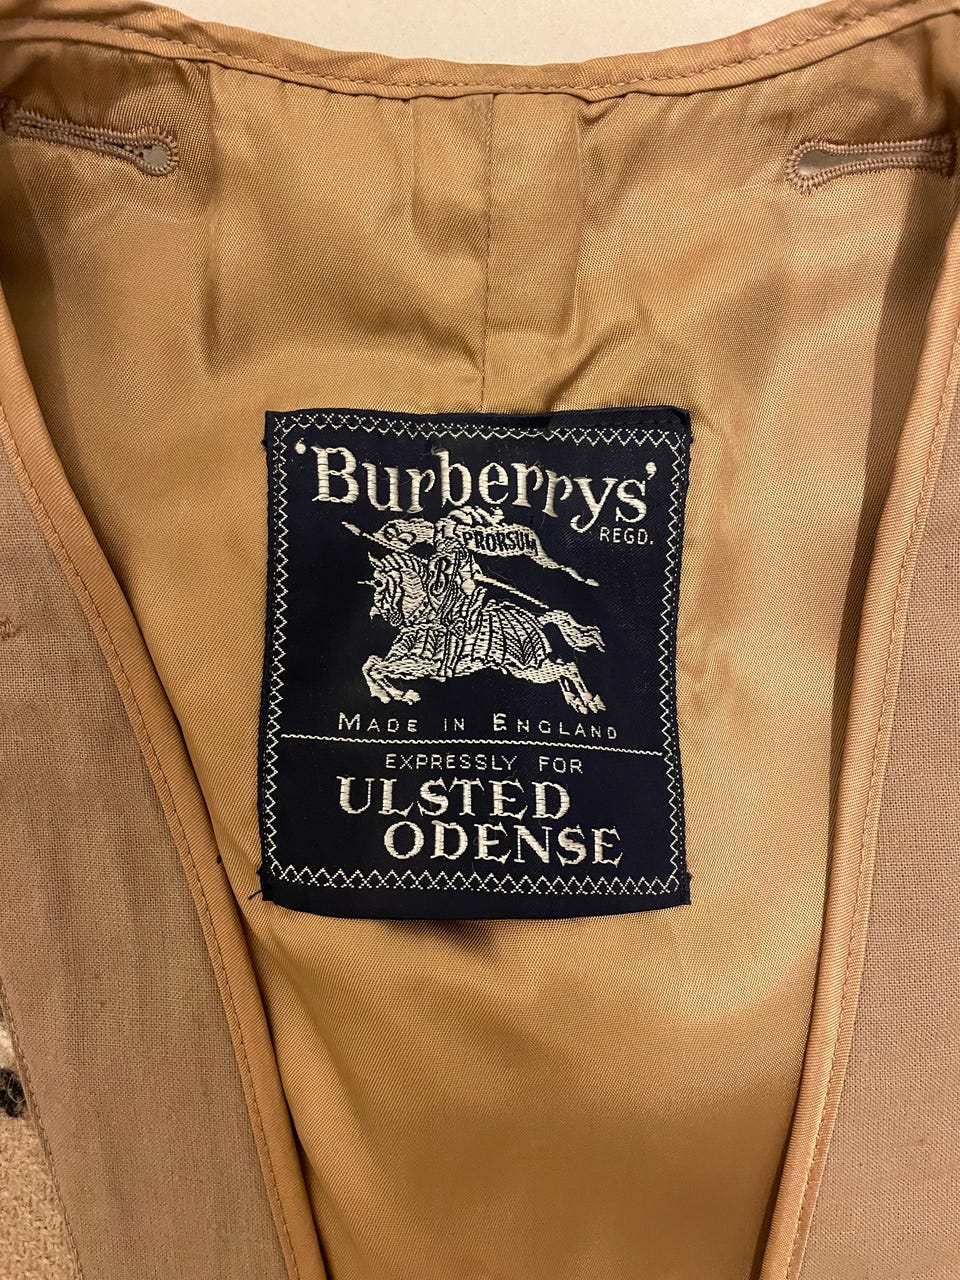 'Burberrys'
REGD.
PRORSUM
B
MADE IN ENGLAND
EXPRESSLY FOR
ULSTED
ODENSE